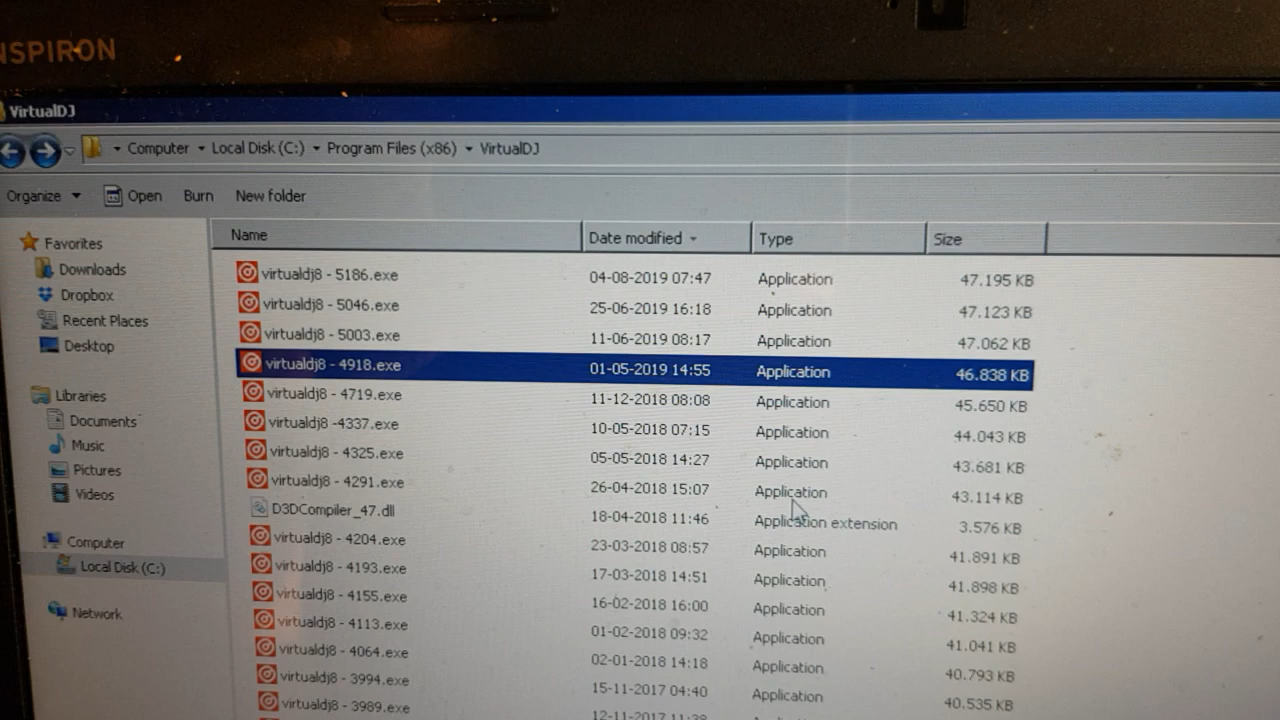 NSPIRON
VirtualDJ
Computer Local Disk (C:) Program Files (x86) VirtualDJ
Organize Open Burn New folder
Name Date modified Type Size
Favorites
Downloads
Dropbox
Recent Places
Desktop
Libraries
Documents
Music
Pictures
Videos
Computer
Local Disk (C:)
Network
virtualdj8 - 5186.exe 04-08-2019 07:47 Application 47.195 KB
virtualdj8 - 5046.exe 25-06-2019 16:18 Application 47.123 KB
virtualdj8 - 5003.exe 11-06-2019 08:17 Application 47.062 KB
virtualdj8 - 4918.exe 01-05-2019 14:55 Application 46.838 KB
virtualdj8 - 4719.exe 11-12-2018 08:08 Application 45.650 KB
virtualdj8 -4337.exe 10-05-2018 07:15 Application 44.043 KB
virtualdj8 - 4325.exe 05-05-2018 14:27 Application 43.681 KB
virtualdj8 - 4291.exe 26-04-2018 15:07 Application 43.114 KB
D3DCompiler_47.dll 18-04-2018 11:46 Application extension 3.576 KB
virtualdj8 - 4204.exe 23-03-2018 08:57 Application 41.891 KB
virtualdj8 - 4193.exe 17-03-2018 14:51 Application 41.898 KB
virtualdj8 - 4155.exe 16-02-2018 16:00 Application 41.324 KB
virtualdj8 - 4113.exe 01-02-2018 09:32 Application 41.041 KB
virtualdj8 - 4064.exe 02-01-2018 14:18 Application 40.793 KB
virtualdj8 - 3994.exe 15-11-2017 04:40 Application 40.535 KB
virtualdj8 - 3989.exe